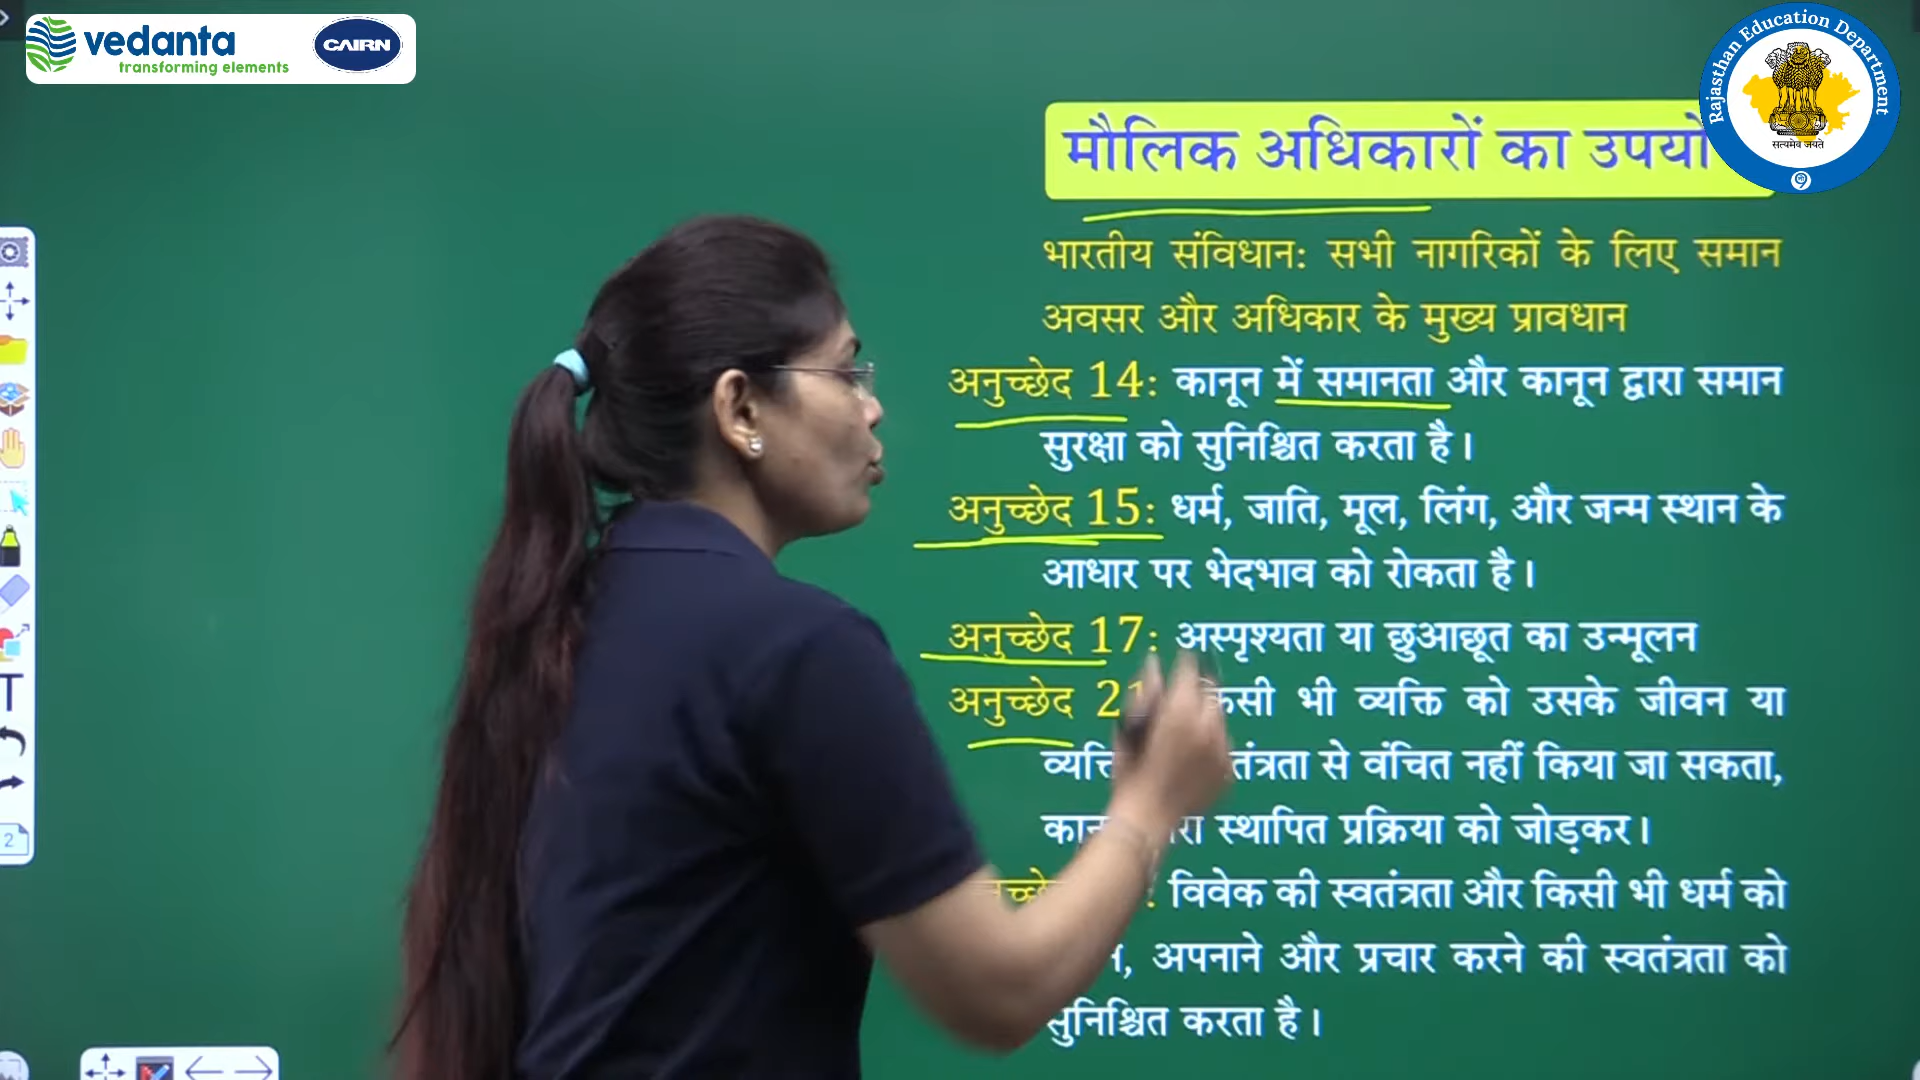 vedanta
transforming elements
CAIRN
Rajasthan Education Department
सत्यमेव जयते
मौलिक अधिकारों का
भारतीय संविधान: सभी नागरिकों के लिए समान
अवसर और अधिकार के मुख्य प्रावधान
अनुच्छेद 14: कानून में समानता और कानून द्वारा समान
सुरक्षा को सुनिश्चित करता है।
अनुच्छेद 15: धर्म, जाति, मूल, लिंग, और जन्म स्थान के
आधार पर भेदभाव को रोकता है।
अनुच्छेद 17: अस्पृश्यता या छुआछूत का उन्मूलन
अनुच्छेद भी व्यक्ति को उसके जीवन या
से वंचित नहीं किया जा सकता,
स्थापित प्रक्रिया को जोड़कर।
विवेक की स्वतंत्रता और किसी भी धर्म को
अपनाने और प्रचार करने की स्वतंत्रता को
सुनिश्चित करता है।
T
2